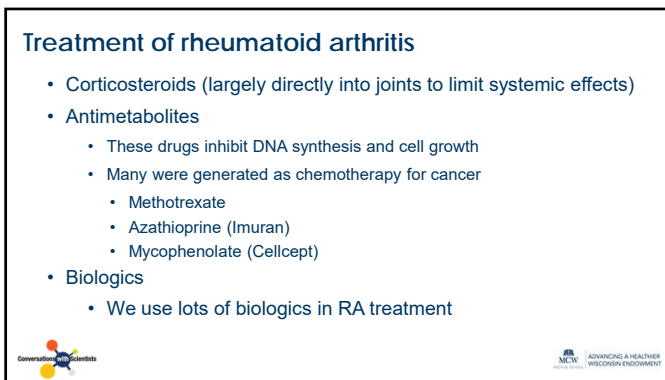 Treatment of rheumatoid arthritis
• Corticosteroids (largely directly into joints to limit systemic effects)
• Antimetabolites
• These drugs inhibit DNA synthesis and cell growth
• Many were generated as chemotherapy for cancer
• Methotrexate
• Azathioprine (Imuran)
• Mycophenolate (Cellcept)
• Biologics
• We use lots of biologics in RA treatment
Conversations with Scientists
MCW
MEDICAL SCHOOL
ADVANCING A HEALTHIER
WISCONSIN ENDOWMENT